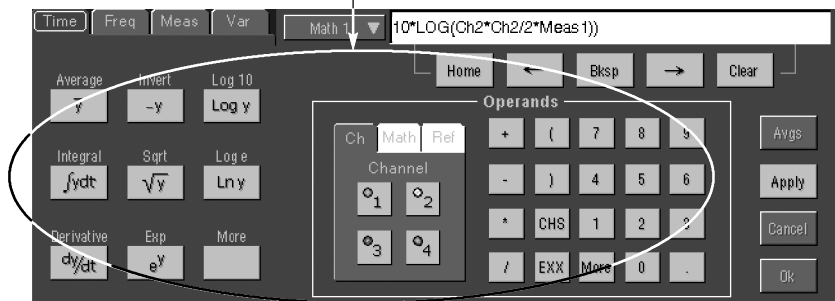 Time Freq Meas Var Math 1 10*LOG(Ch2*Ch2/2*Meas1))
Home ← Bksp → Clear
Average Invert Log 10
y -y Log y
Integral Sqrt Log e
∫ydt √y Ln y
Derivative Exp More
dy/dt e^y
Operands
Ch Math Ref
Channel
1 2
3 4
+ ( 7 8 9
- ) 4 5 6
* CHS 1 2 3
/ EXX More 0 .
Avgs
Apply
Cancel
Ok